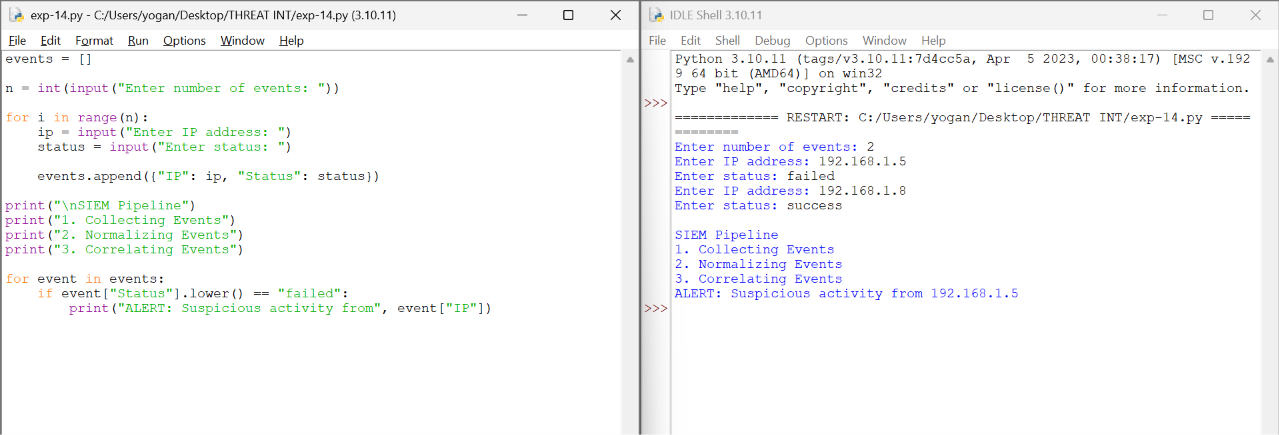 exp-14.py - C:/Users/yogan/Desktop/THREAT INT/exp-14.py (3.10.11)
File Edit Format Run Options Window Help
events = []

n = int(input("Enter number of events: "))

for i in range(n):
    ip = input("Enter IP address: ")
    status = input("Enter status: ")

    events.append({"IP": ip, "Status": status})

print("\nSIEM Pipeline")
print("1. Collecting Events")
print("2. Normalizing Events")
print("3. Correlating Events")

for event in events:
    if event["Status"].lower() == "failed":
        print("ALERT: Suspicious activity from", event["IP"])
IDLE Shell 3.10.11
File Edit Shell Debug Options Window Help
Python 3.10.11 (tags/v3.10.11:7d4cc5a, Apr  5 2023, 00:38:17) [MSC v.192
9 64 bit (AMD64)] on win32
Type "help", "copyright", "credits" or "license()" for more information.
>>>
============= RESTART: C:/Users/yogan/Desktop/THREAT INT/exp-14.py =====
========
Enter number of events: 2
Enter IP address: 192.168.1.5
Enter status: failed
Enter IP address: 192.168.1.8
Enter status: success

SIEM Pipeline
1. Collecting Events
2. Normalizing Events
3. Correlating Events
ALERT: Suspicious activity from 192.168.1.5
>>>